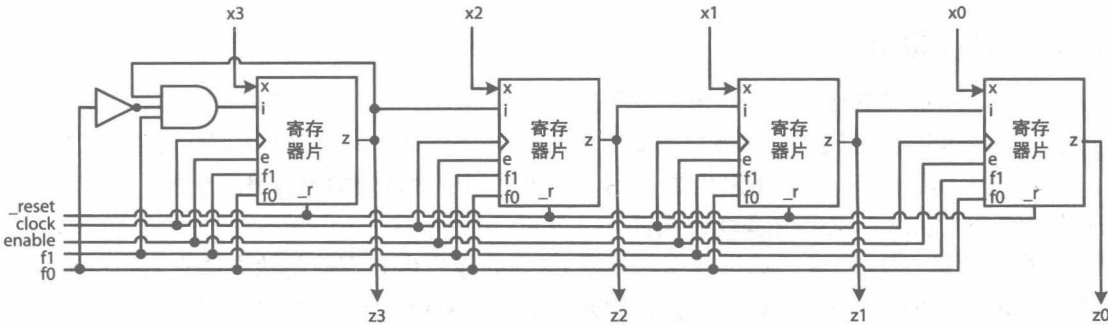 x3 x2 x1 x0
x x x x
i i i i
寄存 寄存 寄存 寄存
器片 器片 器片 器片
z z z z
e e e e
f1 f1 f1 f1
f0 f0 f0 f0
_r _r _r _r
_reset
clock
enable
f1
f0
z3 z2 z1 z0